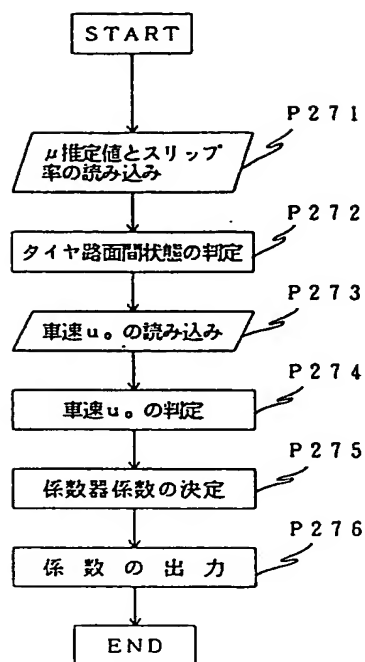 START
P271
μ推定値とスリップ
率の読み込み
P272
タイヤ路面間状態の判定
P273
車速u。の読み込み
P274
車速u。の判定
P275
係数器係数の決定
P276
係数の出力
END